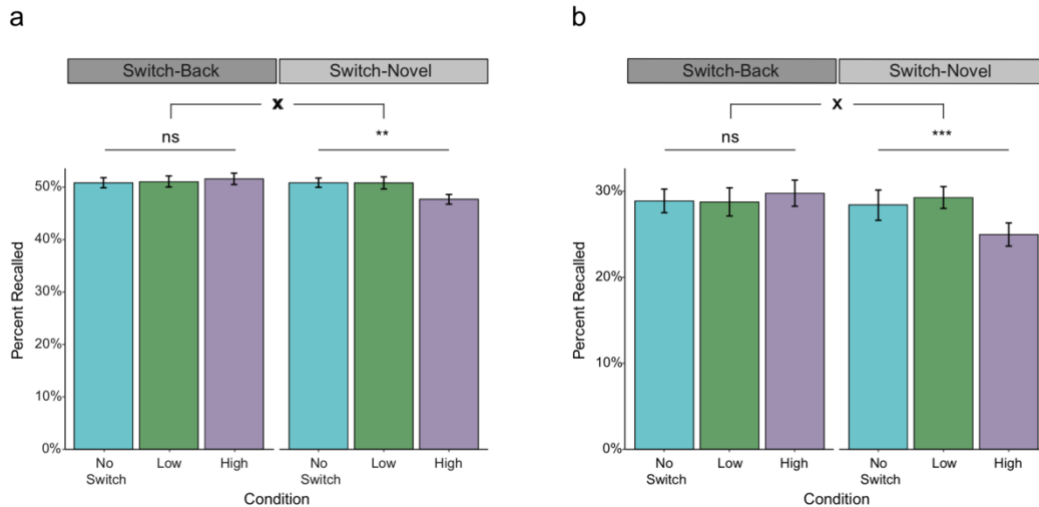 a
Switch-Back Switch-Novel
x
ns **
50%
40%
30%
20%
10%
0%
Percent Recalled
No Switch Low High No Switch Low High
Condition
b
Switch-Back Switch-Novel
x
ns ***
30%
20%
10%
0%
Percent Recalled
No Switch Low High No Switch Low High
Condition